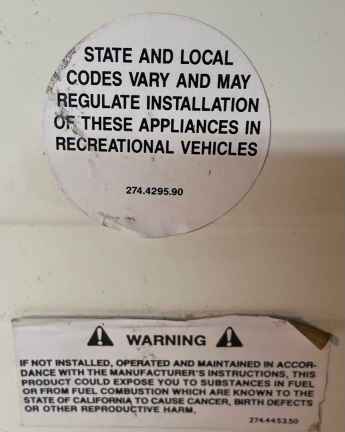 STATE AND LOCAL
CODES VARY AND MAY
REGULATE INSTALLATION
OF THESE APPLIANCES IN
RECREATIONAL VEHICLES
274.4295.90
WARNING
IF NOT INSTALLED, OPERATED AND MAINTAINED IN ACCOR-
DANCE WITH THE MANUFACTURER'S INSTRUCTIONS, THIS
PRODUCT COULD EXPOSE YOU TO SUBSTANCES IN FUEL
OR FROM FUEL COMBUSTION WHICH ARE KNOWN TO THE
STATE OF CALIFORNIA TO CAUSE CANCER, BIRTH DEFECTS
OR OTHER REPRODUCTIVE HARM.
274.4453.50